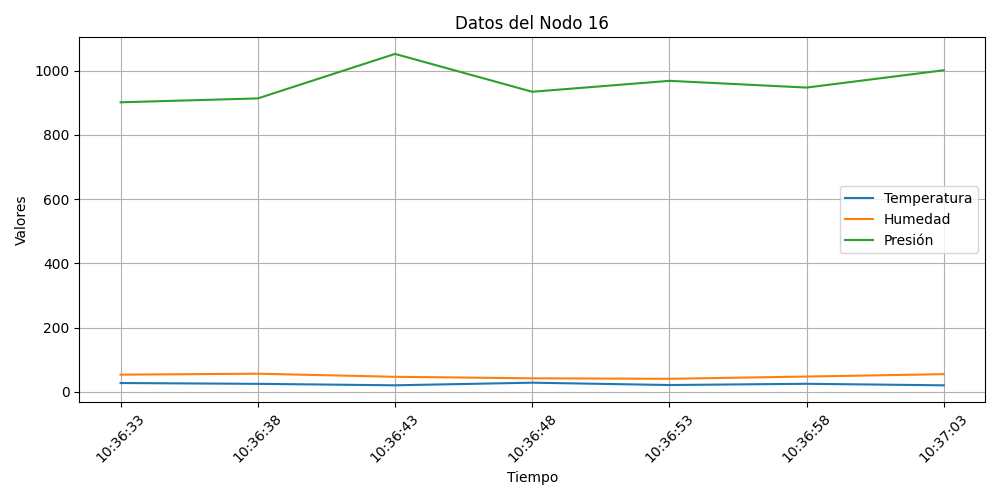 Datos del Nodo 16
Valores
1000
800
600
400
200
0
Temperatura
Humedad
Presión
10:36:33
10:36:38
10:36:43
10:36:48
10:36:53
10:36:58
10:37:03
Tiempo